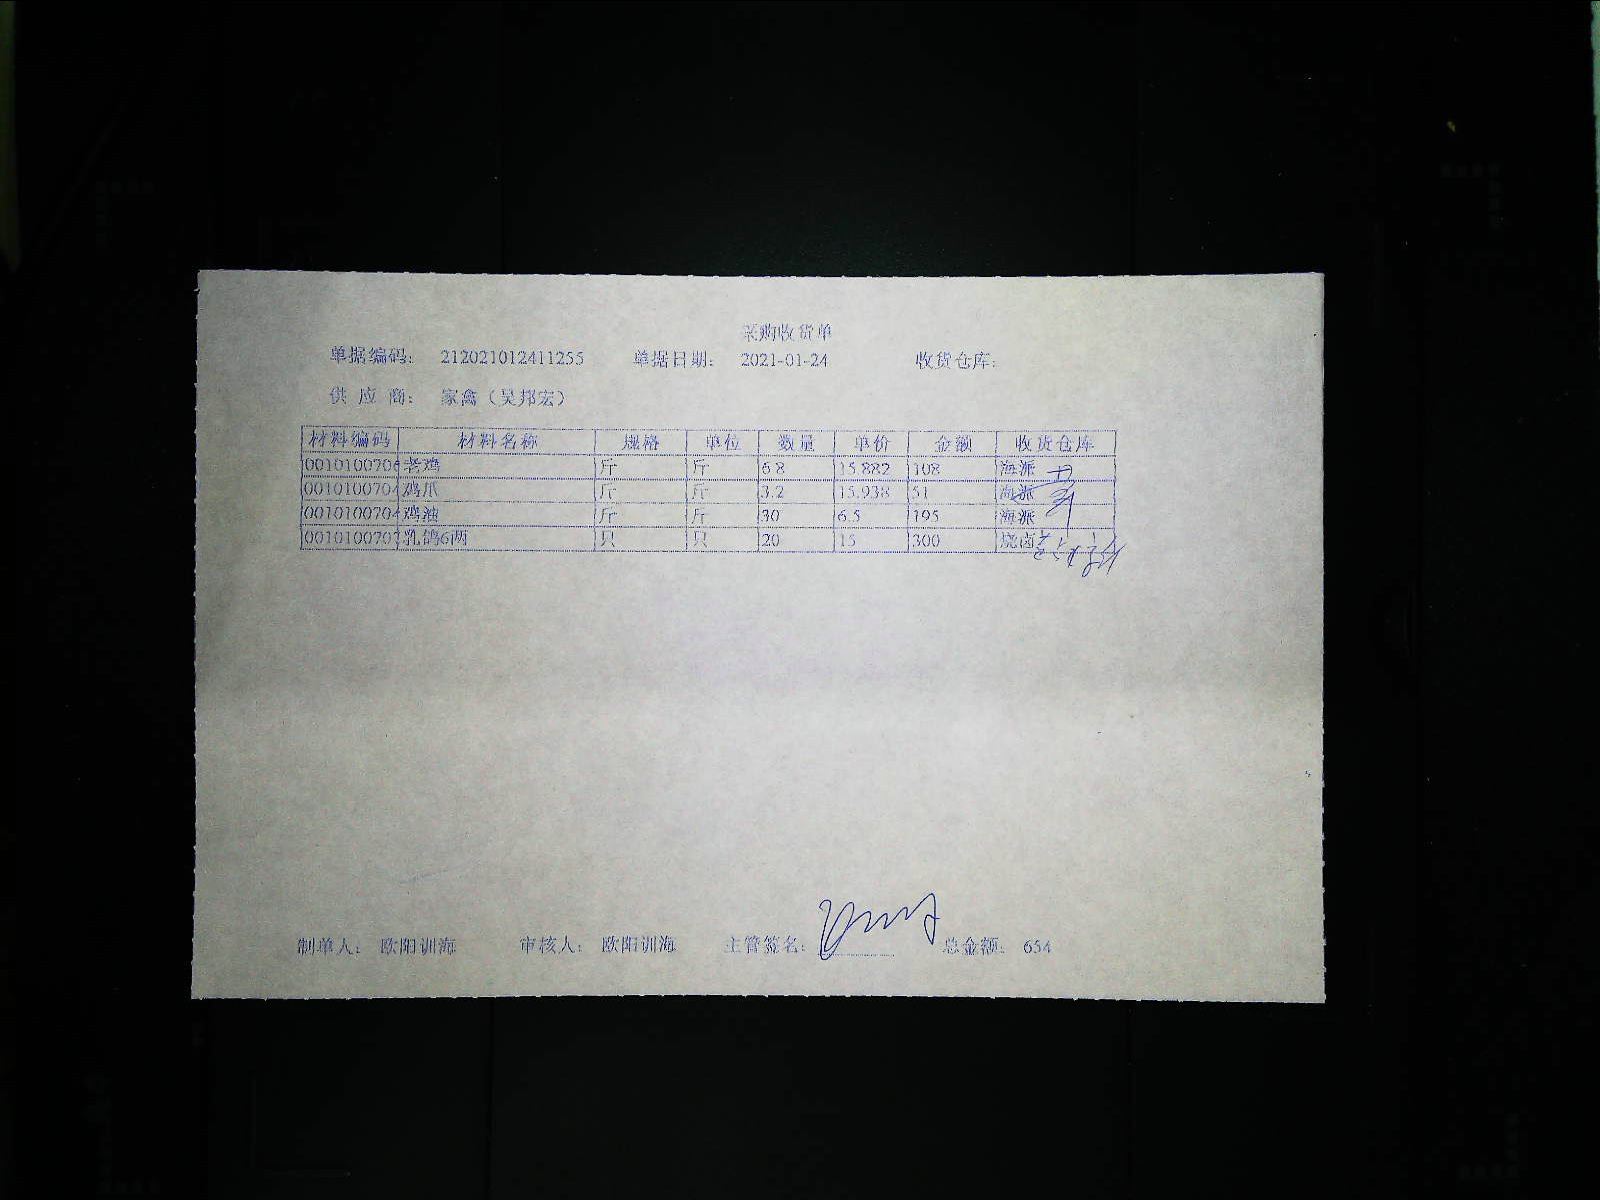 采购收货单
单据编码： 212021012411255 单据日期： 2021-01-24 收货仓库：
供 应 商： 家禽（吴邦宏）
材料编码 材料名称 规格 单位 数量 单价 金额 收货仓库
0010100706 老鸡 斤 斤 6.8 15.882 108 海派
001010070 鸡爪 斤 斤 3.2 15.938 51 海派
001010070 鸡油 斤 斤 30 6.5 195 海派
001010070 乳鸽6两 只 只 20 15 300 烧卤
制单人： 欧阳训海 审核人： 欧阳训海 主管签名： 总金额： 654